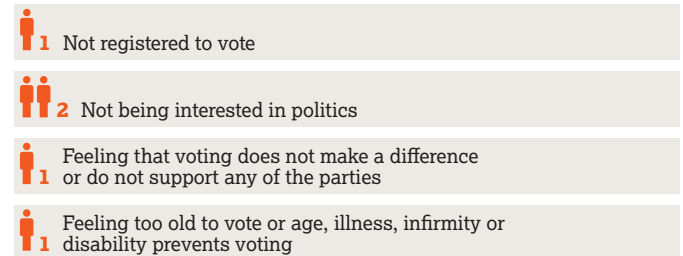 1 Not registered to vote
2 Not being interested in politics
Feeling that voting does not make a difference
1 or do not support any of the parties
Feeling too old to vote or age, illness, infirmity or
1 disability prevents voting